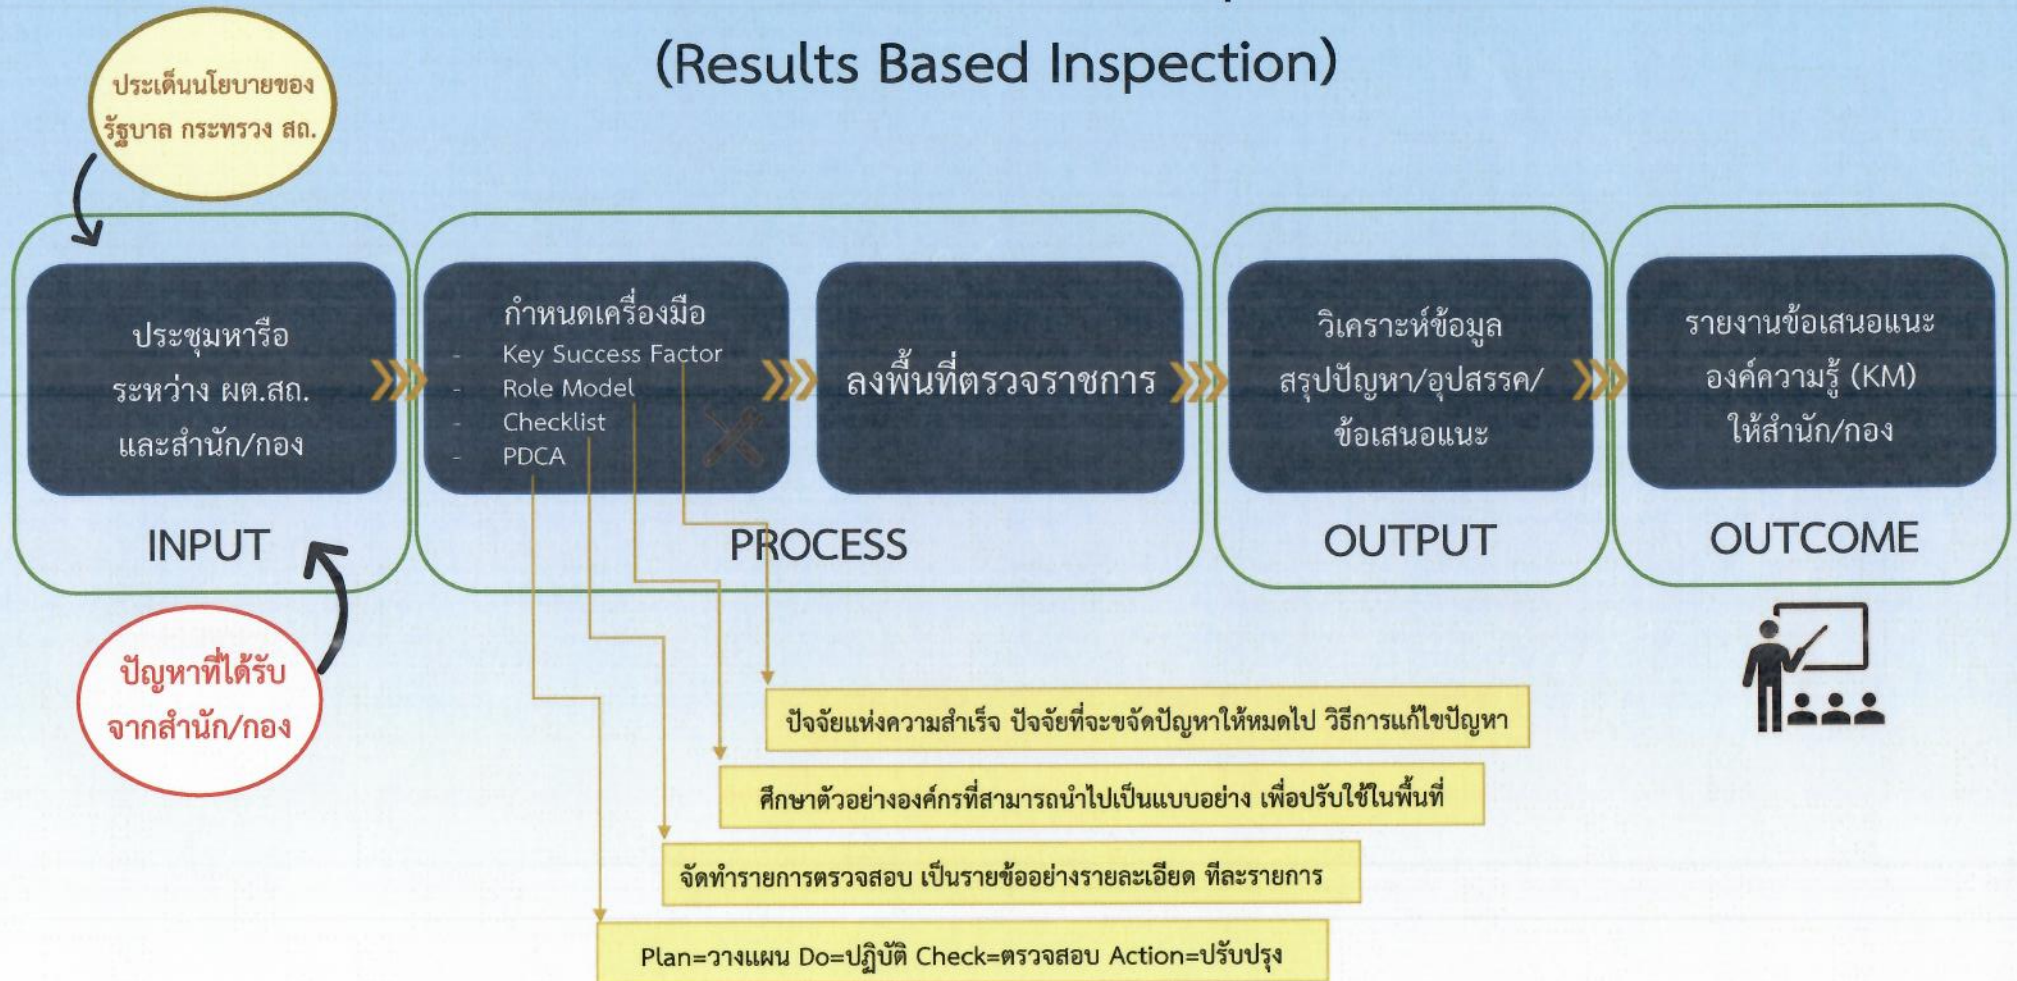 (Results Based Inspection)
ประเด็นนโยบายของ
รัฐบาล กระทรวง สถ.
ประชุมหารือ
ระหว่าง ผต.สถ.
และสำนัก/กอง
INPUT
ปัญหาที่ได้รับ
จากสำนัก/กอง
กำหนดเครื่องมือ
- Key Success Factor
- Role Model
- Checklist
- PDCA
ลงพื้นที่ตรวจราชการ
PROCESS
วิเคราะห์ข้อมูล
สรุปปัญหา/อุปสรรค/
ข้อเสนอแนะ
OUTPUT
รายงานข้อเสนอแนะ
องค์ความรู้ (KM)
ให้สำนัก/กอง
OUTCOME
ปัจจัยแห่งความสำเร็จ ปัจจัยที่จะขจัดปัญหาให้หมดไป วิธีการแก้ไขปัญหา
ศึกษาตัวอย่างองค์กรที่สามารถนำไปเป็นแบบอย่าง เพื่อปรับใช้ในพื้นที่
จัดทำรายการตรวจสอบ เป็นรายข้ออย่างรายละเอียด ทีละรายการ
Plan=วางแผน Do=ปฏิบัติ Check=ตรวจสอบ Action=ปรับปรุง